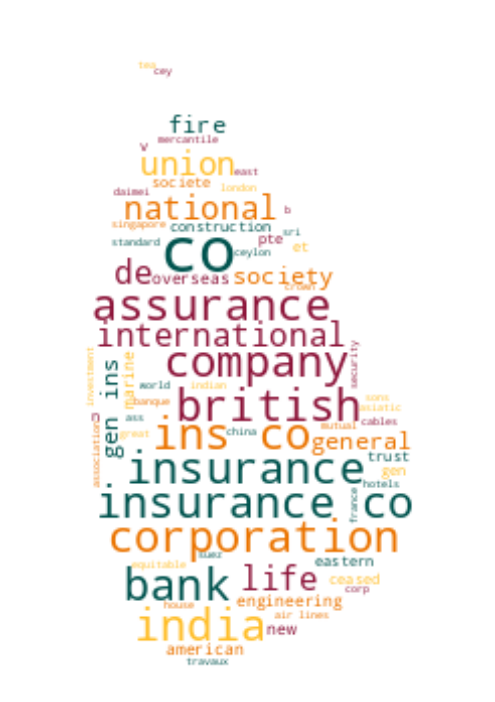 tea
cey
fire
mercantile
v
union
east
societe
london
daimei
national
b
singapore
construction
sri
standard
co
ceylon
pte
et
de
overseas
society
crown
assurance
international
company
security
investment
gen ins
marine
world
indian
banque
british
sons
asiatic
associations
ass
great
ins co
china
mutual
cables
general
insurance
trust
gen
hotels
insurance co
france
corporation
suez
equitable
eastern
bank
life
ceased
corp
house
engineering
air lines
india
new
american
travaux